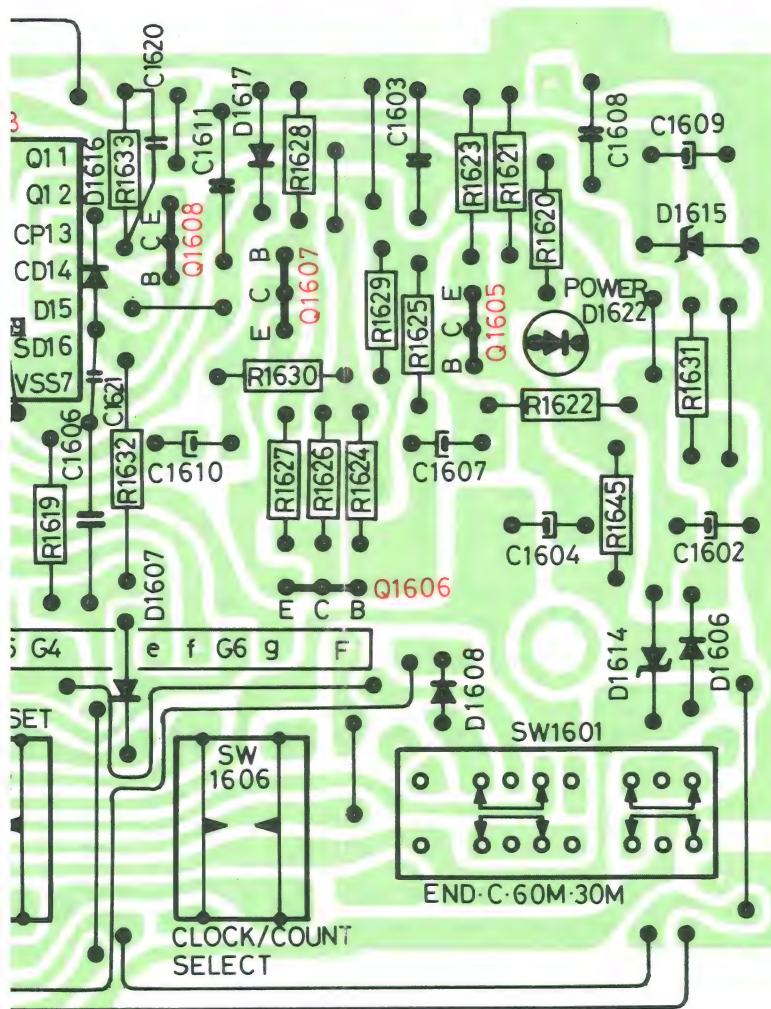 C1620
D1617
C1611
R1628
C1603
C1608
C1609
R1623
R1621
R1620
D1615
Q11
Q12
CP13
CD14
D15
SD16
VSS7
D1616
R1633
E
C
B
Q1608
B
C
E
Q1607
R1629
R1625
E
C
B
Q1605
POWER
D1622
R1631
R1630
R1622
C1606
C1621
R1632
C1610
R1627
R1626
R1624
C1607
R1619
C1604
R1645
C1602
D1607
E C B
Q1606
G4 e f G6 g F
D1608
D1614
D1606
SET
SW
1606
SW1601
END·C·60M·30M
CLOCK/COUNT
SELECT